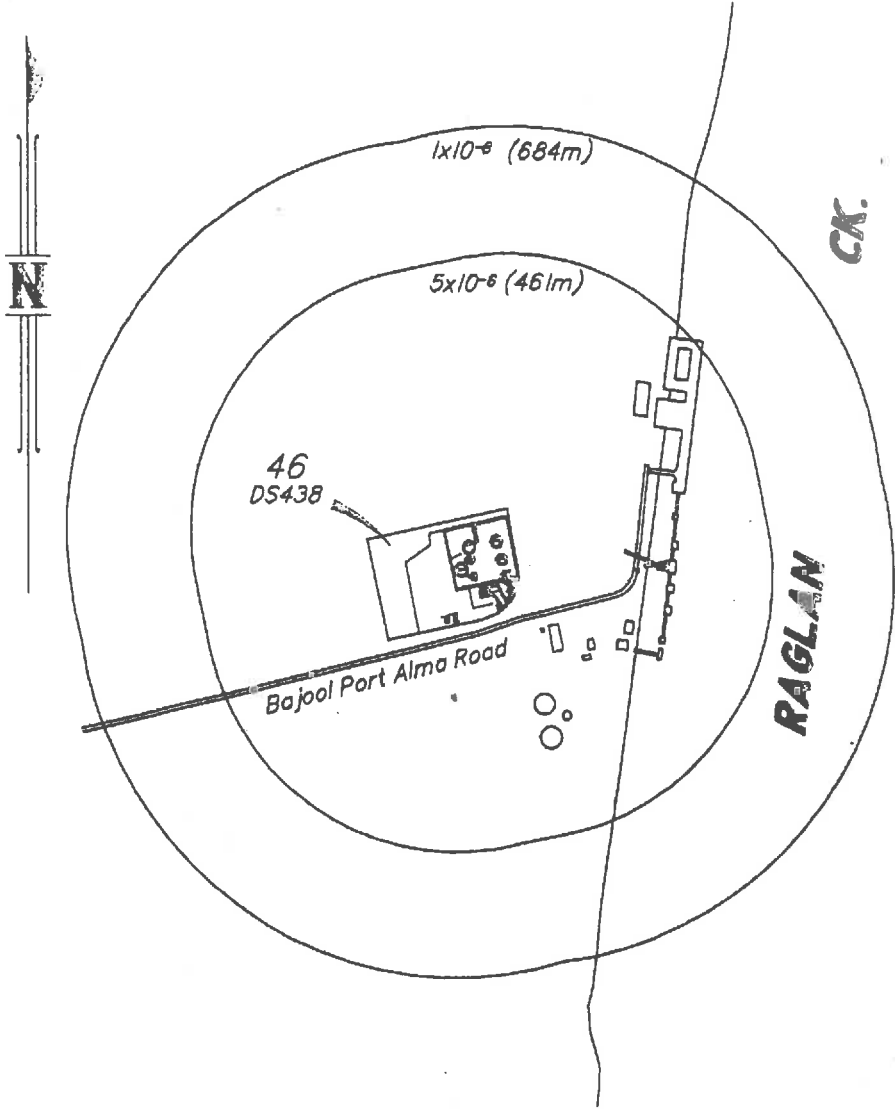 1x10-6 (684m)
CK.
5x10-6 (461m)
N
46
DS438
RAGLAN
Bajool Port Alma Road